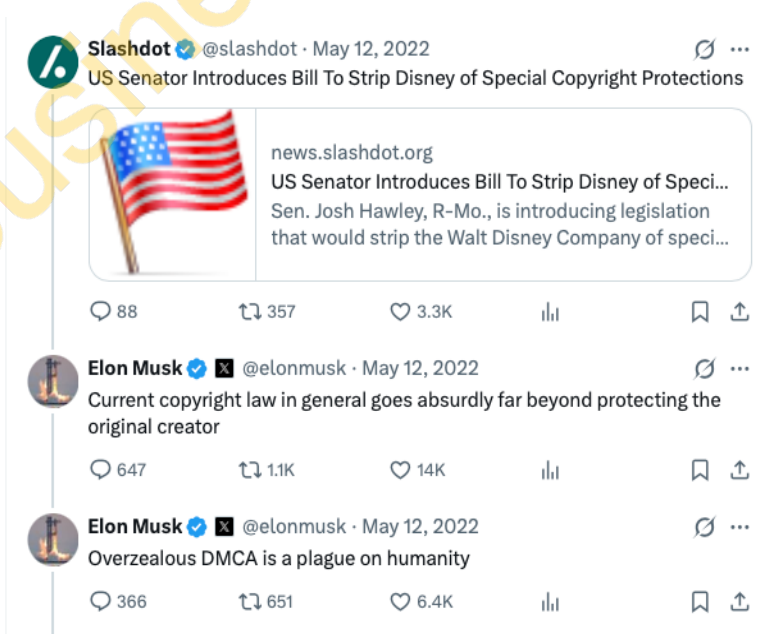 Slashdot @slashdot · May 12, 2022
US Senator Introduces Bill To Strip Disney of Special Copyright Protections
news.slashdot.org
US Senator Introduces Bill To Strip Disney of Speci...
Sen. Josh Hawley, R-Mo., is introducing legislation
that would strip the Walt Disney Company of speci...
88 357 3.3K
Elon Musk X @elonmusk · May 12, 2022
Current copyright law in general goes absurdly far beyond protecting the
original creator
647 1.1K 14K
Elon Musk X @elonmusk · May 12, 2022
Overzealous DMCA is a plague on humanity
366 651 6.4K